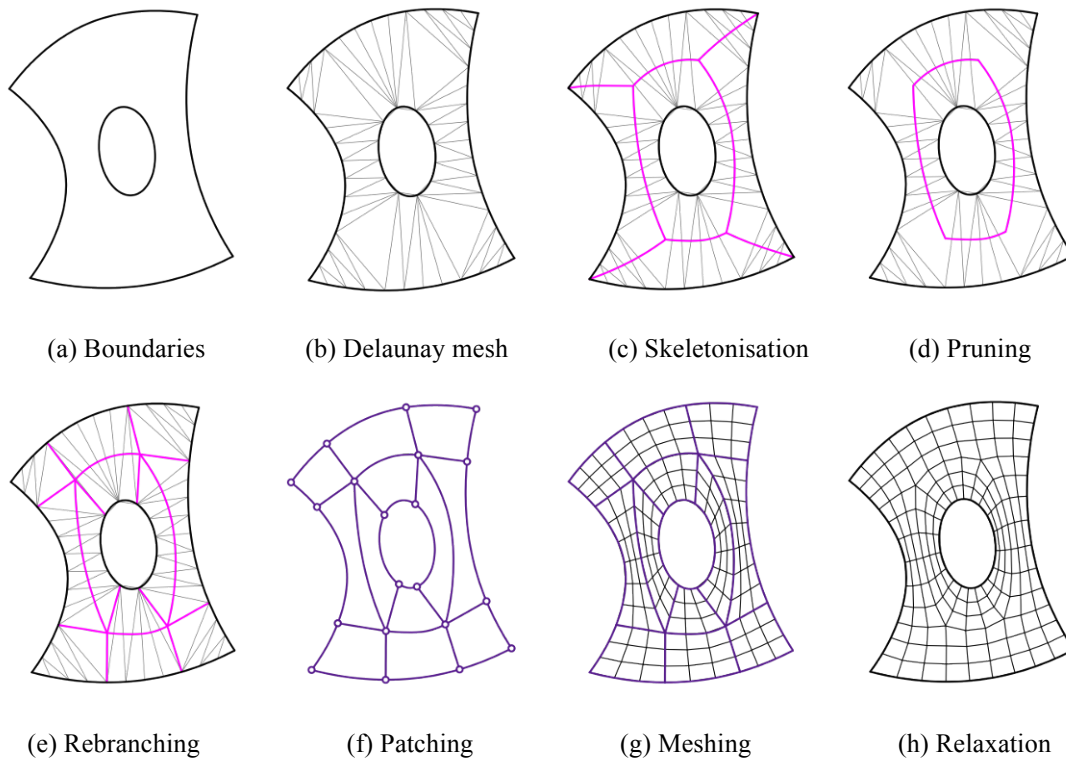 (a) Boundaries (b) Delaunay mesh (c) Skeletonisation (d) Pruning
(e) Rebranching (f) Patching (g) Meshing (h) Relaxation